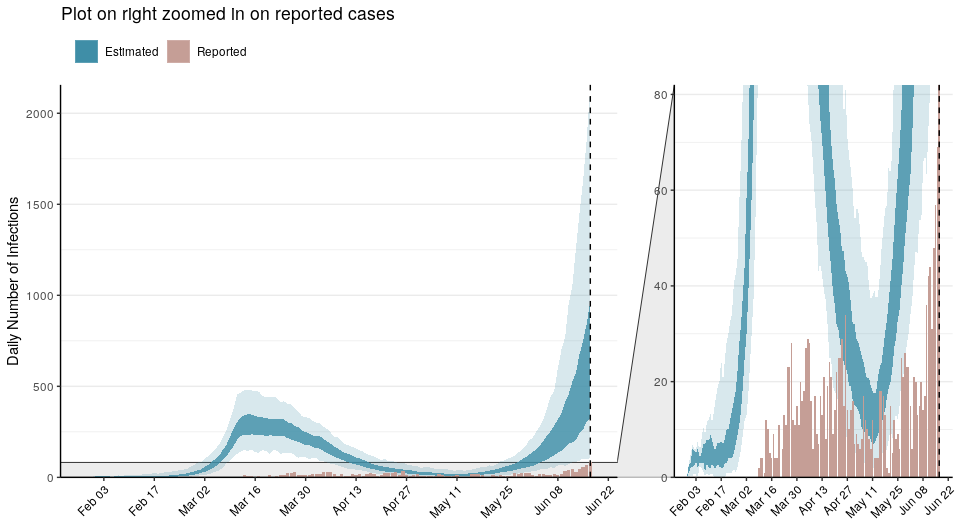 Plot on right zoomed in on reported cases
Estimated Reported
Daily Number of Infections
2000
1500
1000
500
0
Feb 03 Feb 17 Mar 02 Mar 16 Mar 30 Apr 13 Apr 27 May 11 May 25 Jun 08 Jun 22
80
60
40
20
0
Feb 03 Feb 17 Mar 02 Mar 16 Mar 30 Apr 13 Apr 27 May 11 May 25 Jun 08 Jun 22